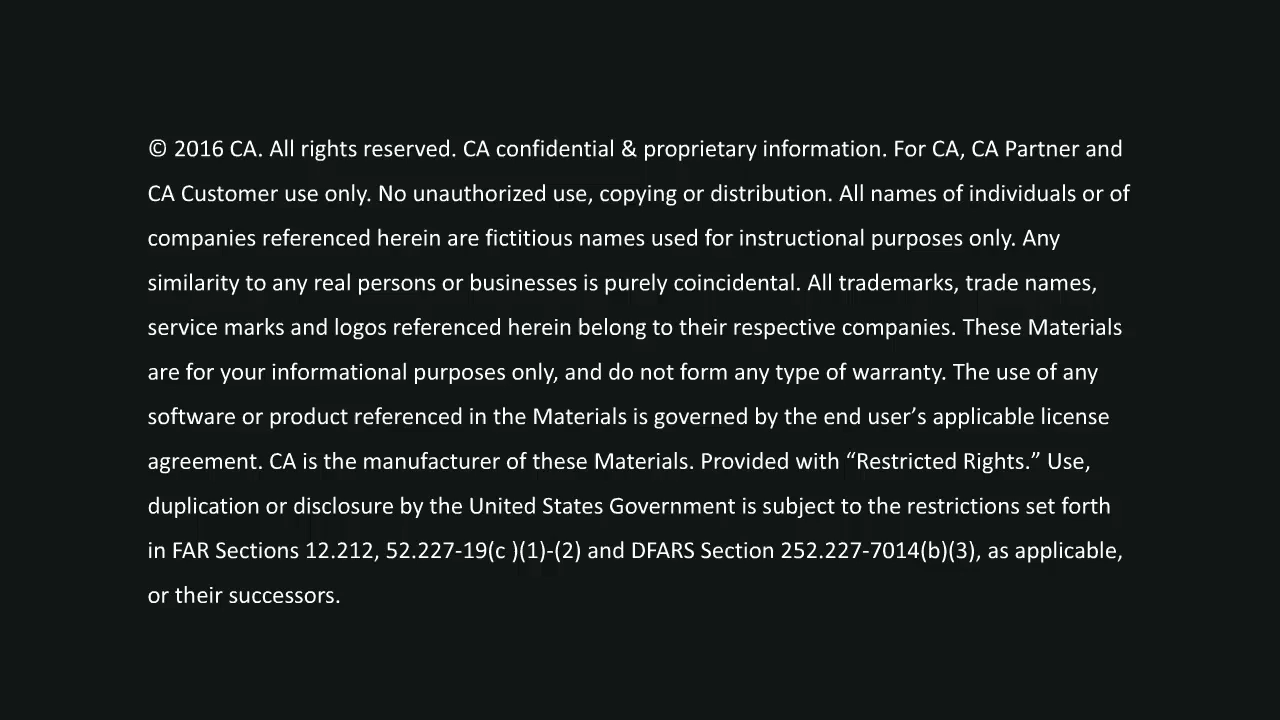 © 2016 CA. All rights reserved. CA confidential & proprietary information. For CA, CA Partner and
CA Customer use only. No unauthorized use, copying or distribution. All names of individuals or of
companies referenced herein are fictitious names used for instructional purposes only. Any
similarity to any real persons or businesses is purely coincidental. All trademarks, trade names,
service marks and logos referenced herein belong to their respective companies. These Materials
are for your informational purposes only, and do not form any type of warranty. The use of any
software or product referenced in the Materials is governed by the end user’s applicable license
agreement. CA is the manufacturer of these Materials. Provided with “Restricted Rights.” Use,
duplication or disclosure by the United States Government is subject to the restrictions set forth
in FAR Sections 12.212, 52.227-19(c )(1)-(2) and DFARS Section 252.227-7014(b)(3), as applicable,
or their successors.